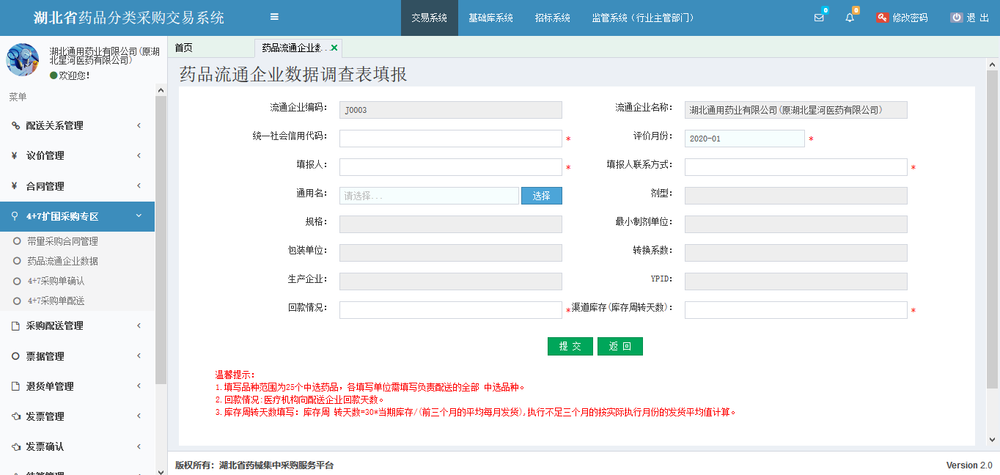 湖北省药品分类采购交易系统
交易系统
基础库系统
招标系统
监管系统（行业主管部门）
0
0
修改密码
退 出
湖北通用药业有限公司(原湖
北星河医药有限公司)
欢迎您!
菜单
配送关系管理
议价管理
合同管理
4+7扩围采购专区
带量采购合同管理
药品流通企业数据
4+7采购单确认
4+7采购单配送
采购配送管理
票据管理
退货单管理
发票管理
发票确认
首页
药品流通企业数...
药品流通企业数据调查表填报
流通企业编码： J0003
流通企业名称： 湖北通用药业有限公司(原湖北星河医药有限公司)
统一社会信用代码： *
评价月份： 2020-01 *
填报人： *
填报人联系方式： *
通用名： 请选择... 选择
剂型：
规格：
最小制剂单位：
包装单位：
转换系数：
生产企业：
YPID：
回款情况： *
渠道库存(库存周转天数)： *
提 交
返 回
温馨提示：
1.填写品种范围为25个中选药品，各填写单位需填写负责配送的全部 中选品种。
2.回款情况:医疗机构向配送企业回款天数。
3.库存周转天数填写：库存周 转天数=30*当期库存/(前三个月的平均每月发货),执行不足三个月的按实际执行月份的发货平均值计算。
版权所有：湖北省药械集中采购服务平台
Version 2.0